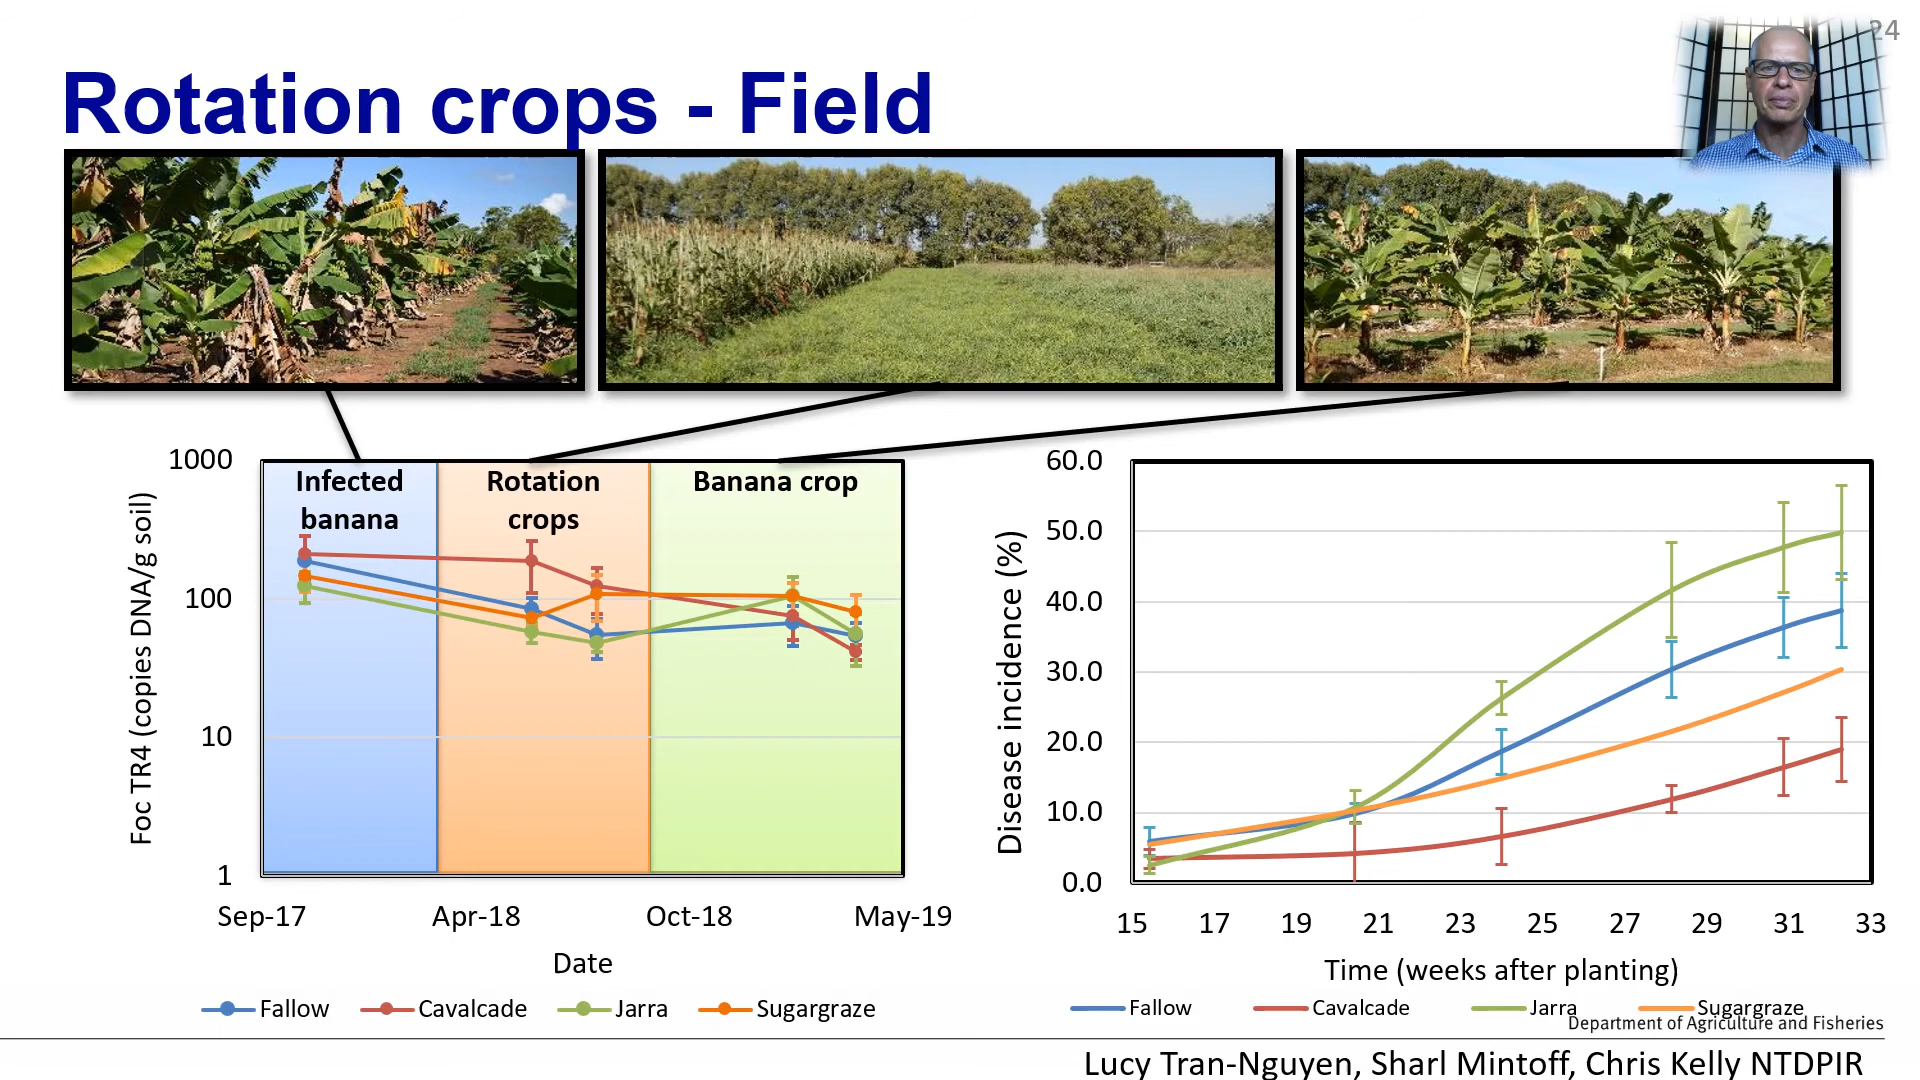 24
Rotation crops - Field
1000
100
10
1
Foc TR4 (copies DNA/g soil)
Infected
banana
Rotation
crops
Banana crop
Sep-17 Apr-18 Oct-18 May-19
Date
Fallow Cavalcade Jarra Sugargraze
60.0
50.0
40.0
30.0
20.0
10.0
0.0
Disease incidence (%)
15 17 19 21 23 25 27 29 31 33
Time (weeks after planting)
Fallow Cavalcade Jarra Sugargraze
Department of Agriculture and Fisheries
Lucy Tran-Nguyen, Sharl Mintoff, Chris Kelly NTDPIR